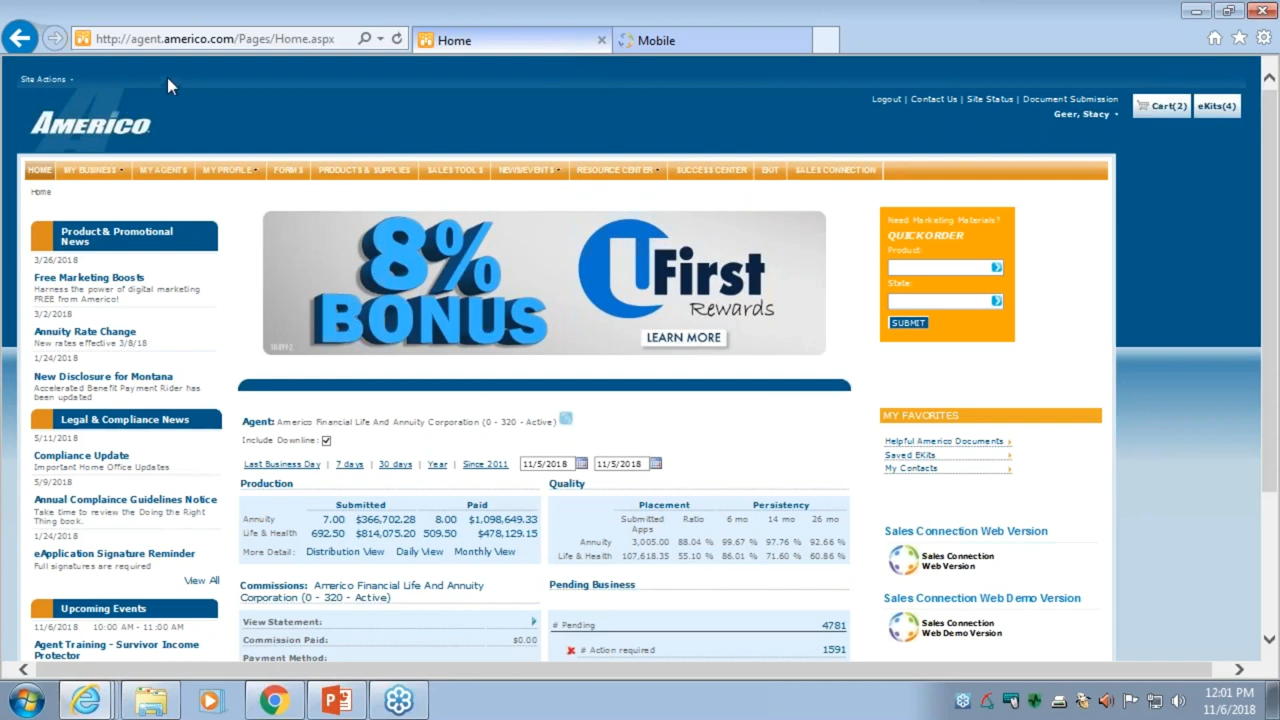 http://agent.americo.com/Pages/Home.aspx
Home
Mobile
Site Actions
Logout | Contact Us | Site Status | Document Submission
Geer, Stacy
Cart(2)
eKits(4)
AMERICO
HOME
MY BUSINESS
MY AGENTS
MY PROFILE
FORMS
PRODUCTS & SUPPLIES
SALES TOOLS
NEWS/EVENTS
RESOURCE CENTER
SUCCESS CENTER
EKIT
SALES CONNECTION
Home
Product & Promotional
News
3/26/2018
Free Marketing Boosts
Harness the power of digital marketing
FREE from Americo!
3/2/2018
Annuity Rate Change
New rates effective 3/8/18
1/24/2018
New Disclosure for Montana
Accelerated Benefit Payment Rider has
been updated
Legal & Compliance News
5/11/2018
Compliance Update
Important Home Office Updates
5/9/2018
Annual Complaince Guidelines Notice
Take time to review the Doing the Right
Thing book.
1/24/2018
eApplication Signature Reminder
Full signatures are required
View All
Upcoming Events
11/6/2018 10:00 AM - 11:00 AM
Agent Training - Survivor Income
Protector
8%
BONUS
UFirst
Rewards
LEARN MORE
Agent: Americo Financial Life And Annuity Corporation (0 - 320 - Active)
Include Downline:
Last Business Day | 7 days | 30 days | Year | Since 2011
11/5/2018
11/5/2018
Production
Submitted Paid
Annuity 7.00 $366,702.28 8.00 $1,098,649.33
Life & Health 692.50 $814,075.20 509.50 $478,129.15
More Detail: Distribution View Daily View Monthly View
Quality
Placement Persistency
Submitted Ratio 6 mo 14 mo 26 mo
Apps
Annuity 3,005.00 88.04 % 99.67 % 97.76 % 92.66 %
Life & Health 107,618.35 55.10 % 86.01 % 71.60 % 60.86 %
Commissions: Americo Financial Life And Annuity
Corporation (0 - 320 - Active)
View Statement:
Commission Paid: $0.00
Payment Method:
Pending Business
# Pending 4781
# Action required 1591
Need Marketing Materials?
QUICKORDER
Product:
State:
SUBMIT
MY FAVORITES
Helpful Americo Documents
Saved EKits
My Contacts
Sales Connection Web Version
Sales Connection
Web Version
Sales Connection Web Demo Version
Sales Connection
Web Demo Version
12:01 PM
11/6/2018